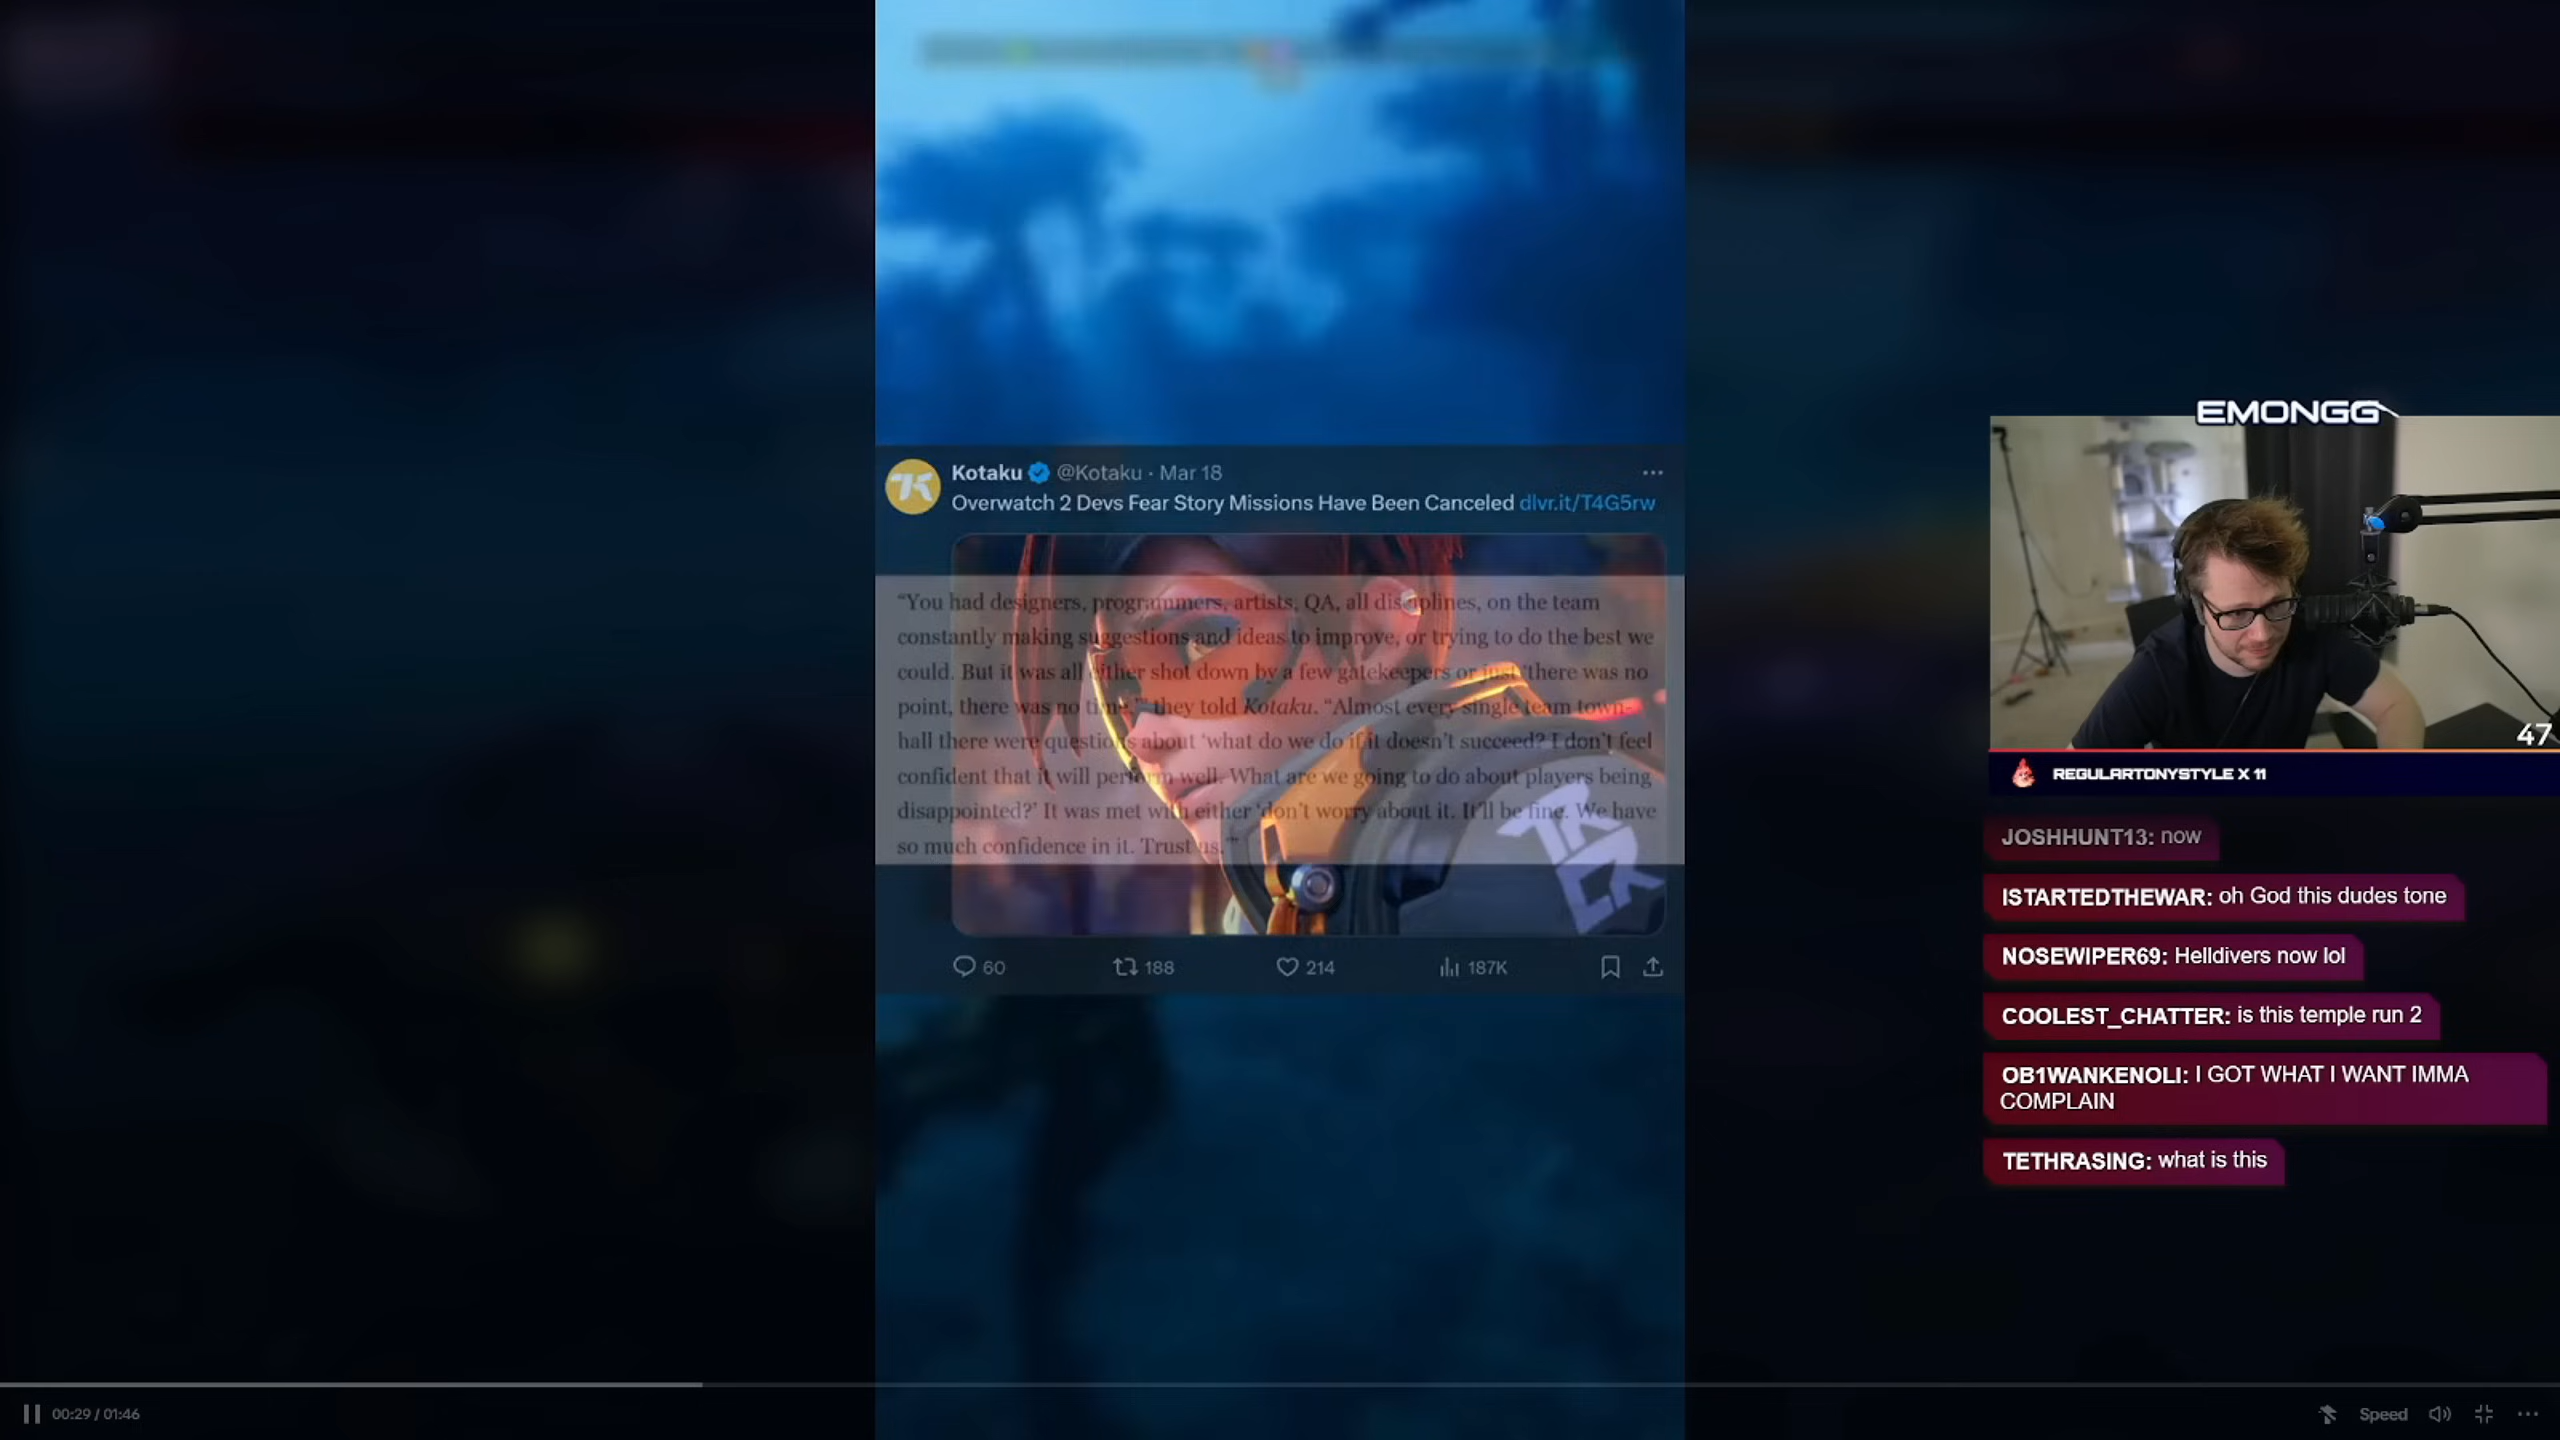 Kotaku @Kotaku · Mar 18
Overwatch 2 Devs Fear Story Missions Have Been Canceled dlvr.it/T4G5rw
“You had designers, programmers, artists, QA, all disciplines, on the team
constantly making suggestions and ideas to improve, or trying to do the best we
could. But it was all either shot down by a few gatekeepers or just ‘there was no
point, there was no time,’” they told Kotaku. “Almost every single team town-
hall there were questions about ‘what do we do if it doesn’t succeed? I don’t feel
confident that it will perform well. What are we going to do about players being
disappointed?’ It was met with either ‘don’t worry about it. It’ll be fine. We have
so much confidence in it. Trust us.’”
TRCR
60 188 214 187K
EMONGG
47
REGULARTONYSTYLE X 11
JOSHHUNT13: now
ISTARTEDTHEWAR: oh God this dudes tone
NOSEWIPER69: Helldivers now lol
COOLEST_CHATTER: is this temple run 2
OB1WANKENOLI: I GOT WHAT I WANT IMMA
COMPLAIN
TETHRASING: what is this
00:29 / 01:46
Speed